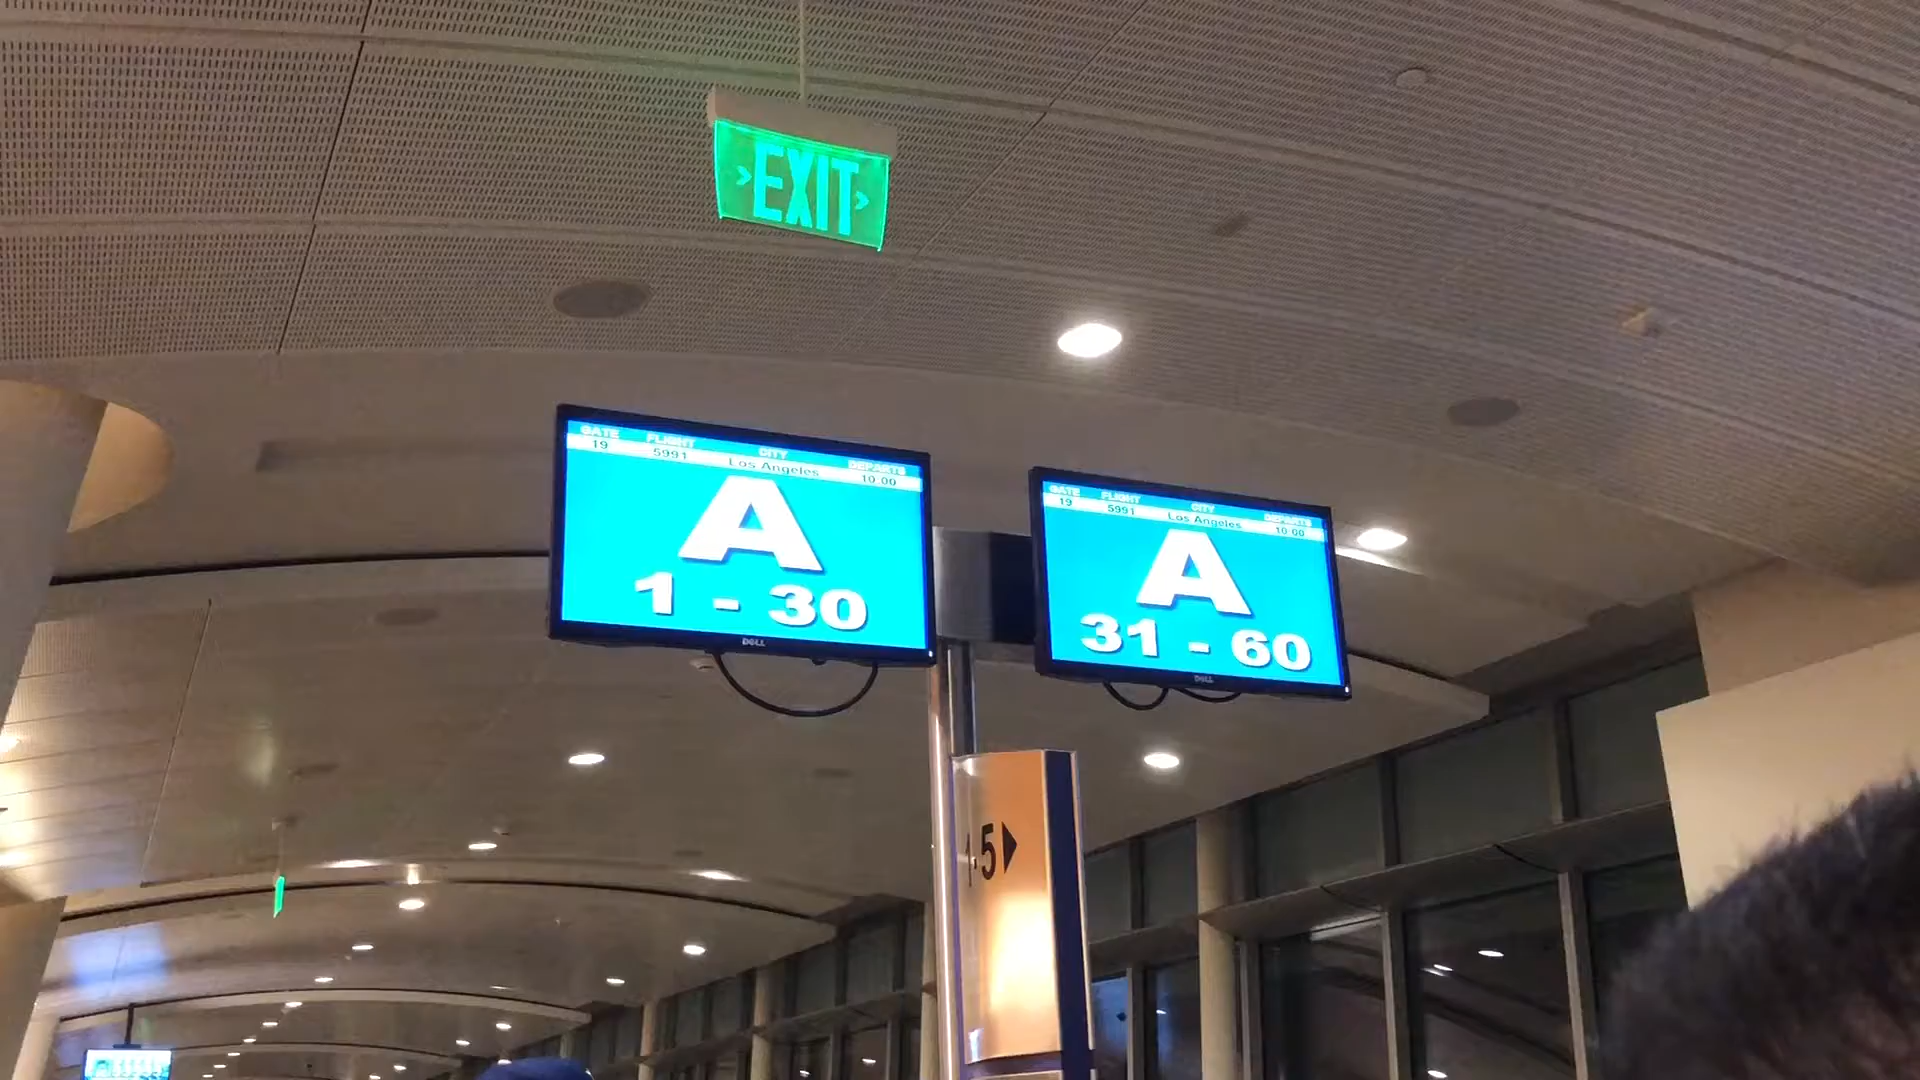 ›EXIT›
GATE FLIGHT CITY DEPARTS
19 5991 Los Angeles 10:00
A
1 - 30
DELL
GATE FLIGHT CITY DEPARTS
19 5991 Los Angeles 10:00
A
31 - 60
DELL
1-5▶